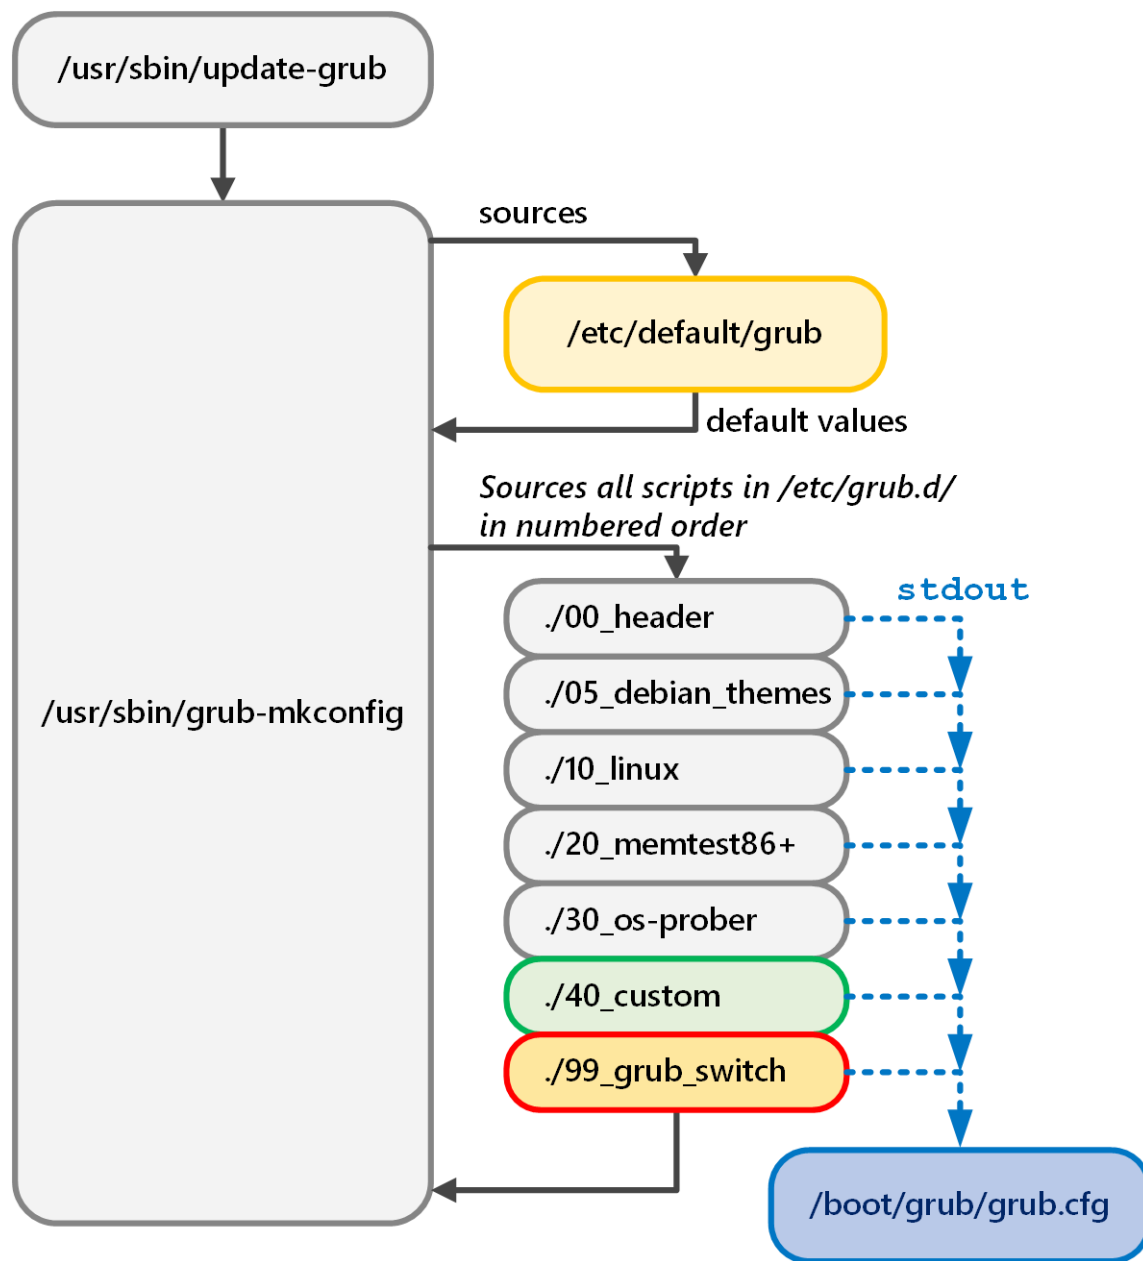 /usr/sbin/update-grub
sources
/etc/default/grub
default values
Sources all scripts in /etc/grub.d/
in numbered order
stdout
./00_header
./05_debian_themes
/usr/sbin/grub-mkconfig
./10_linux
./20_memtest86+
./30_os-prober
./40_custom
./99_grub_switch
/boot/grub/grub.cfg